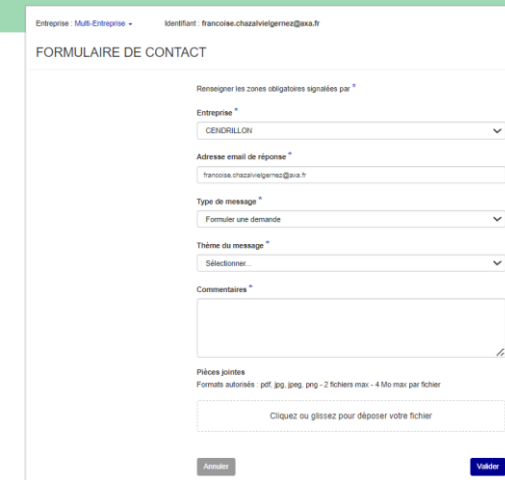 Entreprise : Multi-Entreprise Identifiant : francoise.chazalvielgernez@axa.fr
FORMULAIRE DE CONTACT
Renseigner les zones obligatoires signalées par *
Entreprise *
CENDRILLON
Adresse email de réponse *
francoise.chazalvielgernez@axa.fr
Type de message *
Formuler une demande
Thème du message *
Sélectionner...
Commentaires *
Pièces jointes
Formats autorisés : pdf, jpg, jpeg, png - 2 fichiers max - 4 Mo max par fichier
Cliquez ou glissez pour déposer votre fichier
Annuler Valider